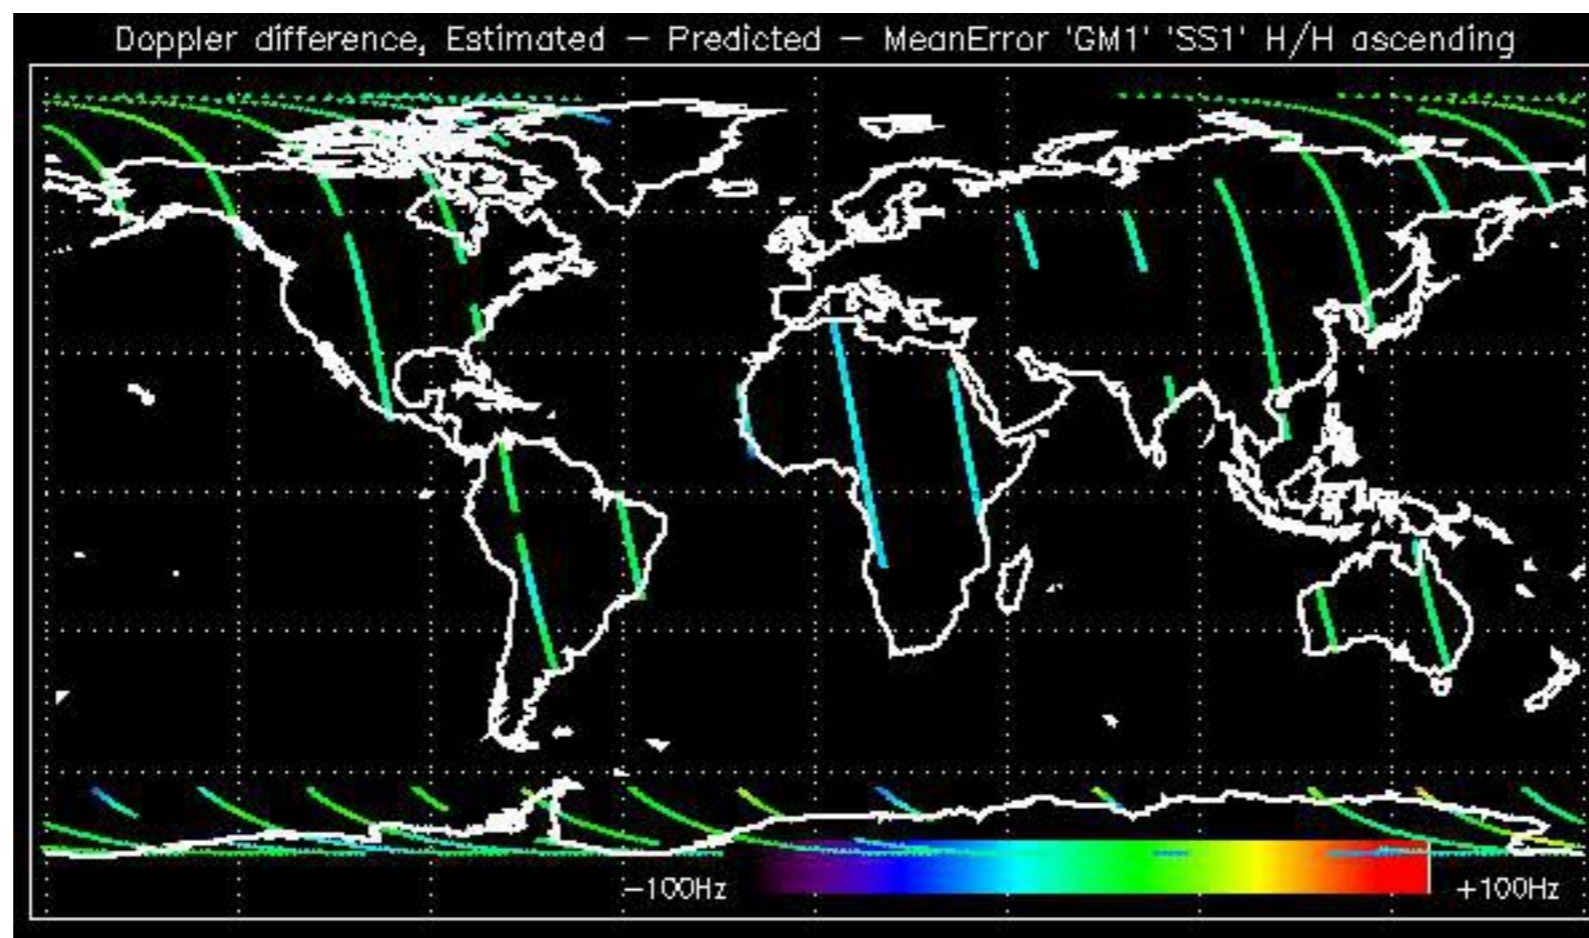 Doppler difference, Estimated – Predicted – MeanError 'GM1' 'SS1' H/H ascending
–100Hz
+100Hz